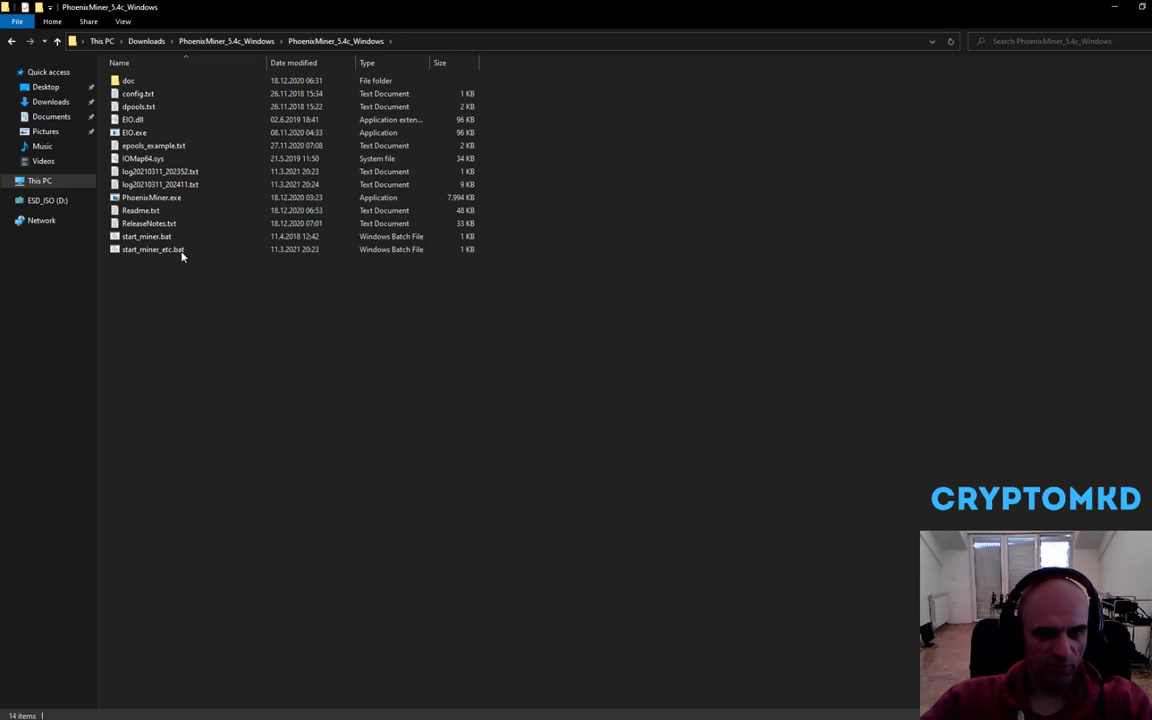 PhoenixMiner_5.4c_Windows
File Home Share View
This PC Downloads PhoenixMiner_5.4c_Windows PhoenixMiner_5.4c_Windows Search PhoenixMiner_5.4c_Windows
Name Date modified Type Size
Quick access
Desktop
Downloads
Documents
Pictures
Music
Videos
This PC
ESD_ISO (D:)
Network
doc 18.12.2020 06:31 File folder
config.txt 26.11.2018 15:34 Text Document 1 KB
dpools.txt 26.11.2018 15:22 Text Document 2 KB
EIO.dll 02.6.2019 18:41 Application exten... 96 KB
EIO.exe 08.11.2020 04:33 Application 96 KB
epools_example.txt 27.11.2020 07:08 Text Document 2 KB
IOMap64.sys 21.5.2019 11:50 System file 34 KB
log20210311_202352.txt 11.3.2021 20:23 Text Document 1 KB
log20210311_202411.txt 11.3.2021 20:24 Text Document 9 KB
PhoenixMiner.exe 18.12.2020 03:23 Application 7.994 KB
Readme.txt 18.12.2020 06:53 Text Document 48 KB
ReleaseNotes.txt 18.12.2020 07:01 Text Document 33 KB
start_miner.bat 11.4.2018 12:42 Windows Batch File 1 KB
start_miner_etc.bat 11.3.2021 20:23 Windows Batch File 1 KB
CRYPTOMKD
14 items